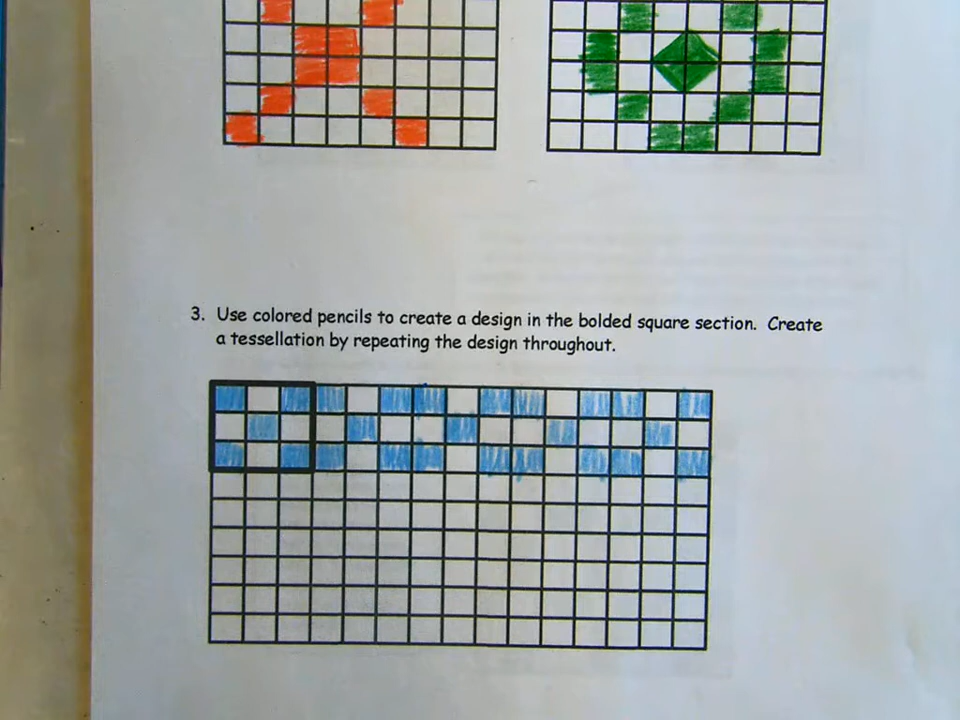 3. Use colored pencils to create a design in the bolded square section. Create
a tessellation by repeating the design throughout.